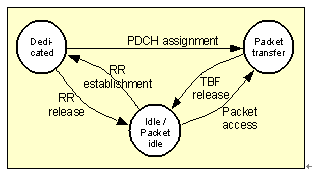 Dedi-
cated
PDCH assignment
Packet
transfer
RR
establishment
RR
release
TBF
release
Packet
access
Idle /
Packet
idle